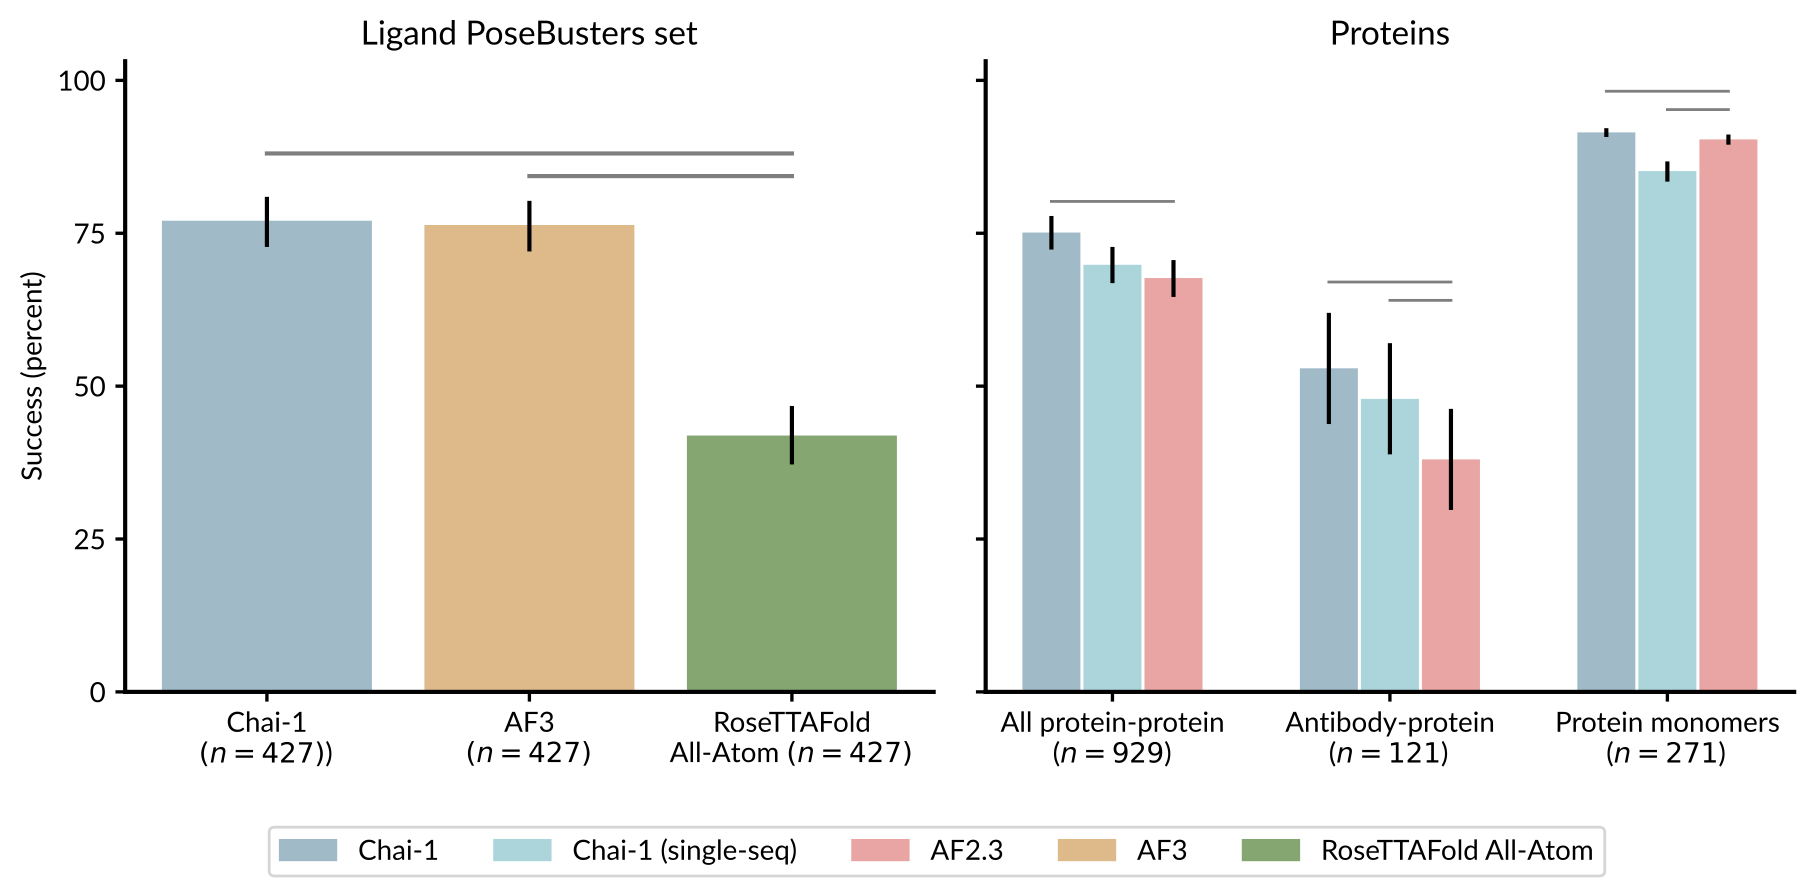 Ligand PoseBusters set
Success (percent)
100
75
50
25
0
Chai-1
(n = 427))
AF3
(n = 427)
RoseTTAFold
All-Atom (n = 427)
Proteins
All protein-protein
(n = 929)
Antibody-protein
(n = 121)
Protein monomers
(n = 271)
Chai-1
Chai-1 (single-seq)
AF2.3
AF3
RoseTTAFold All-Atom